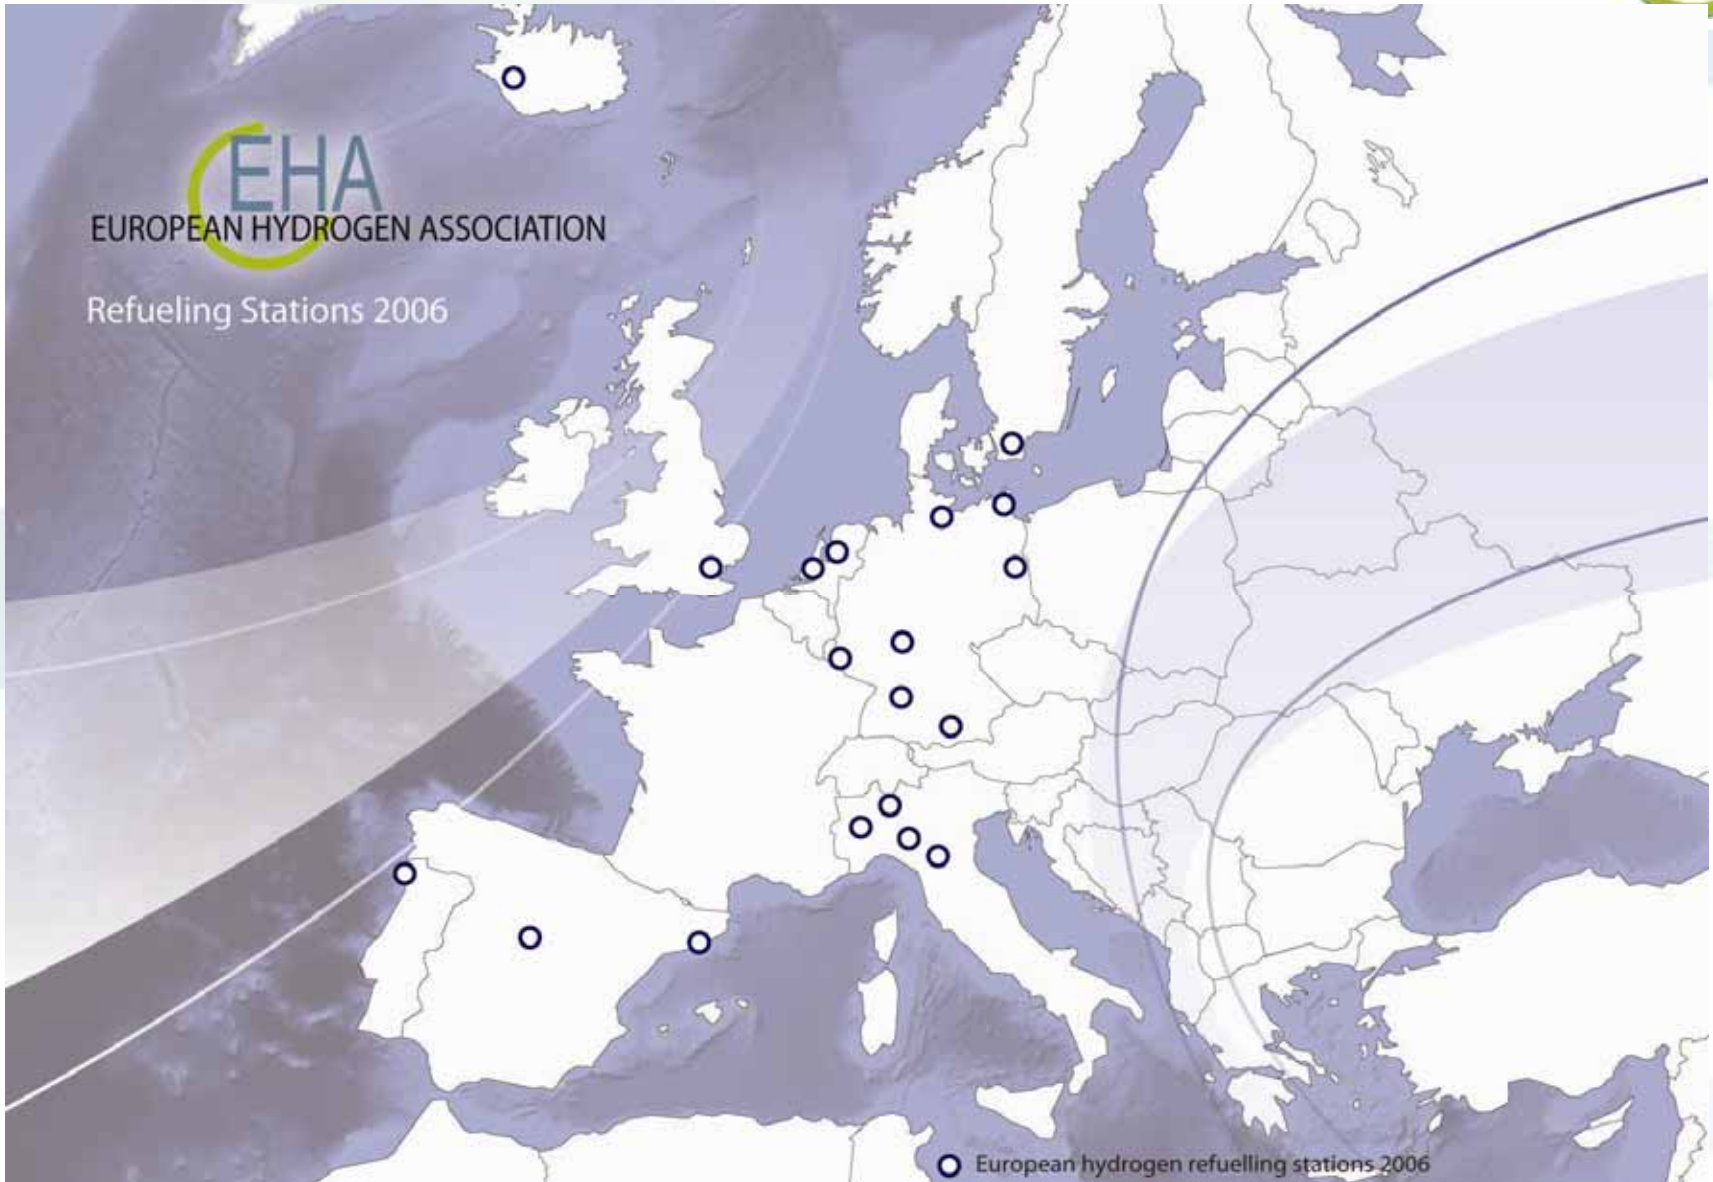 EHA
EUROPEAN HYDROGEN ASSOCIATION
Refueling Stations 2006
European hydrogen refuelling stations 2006